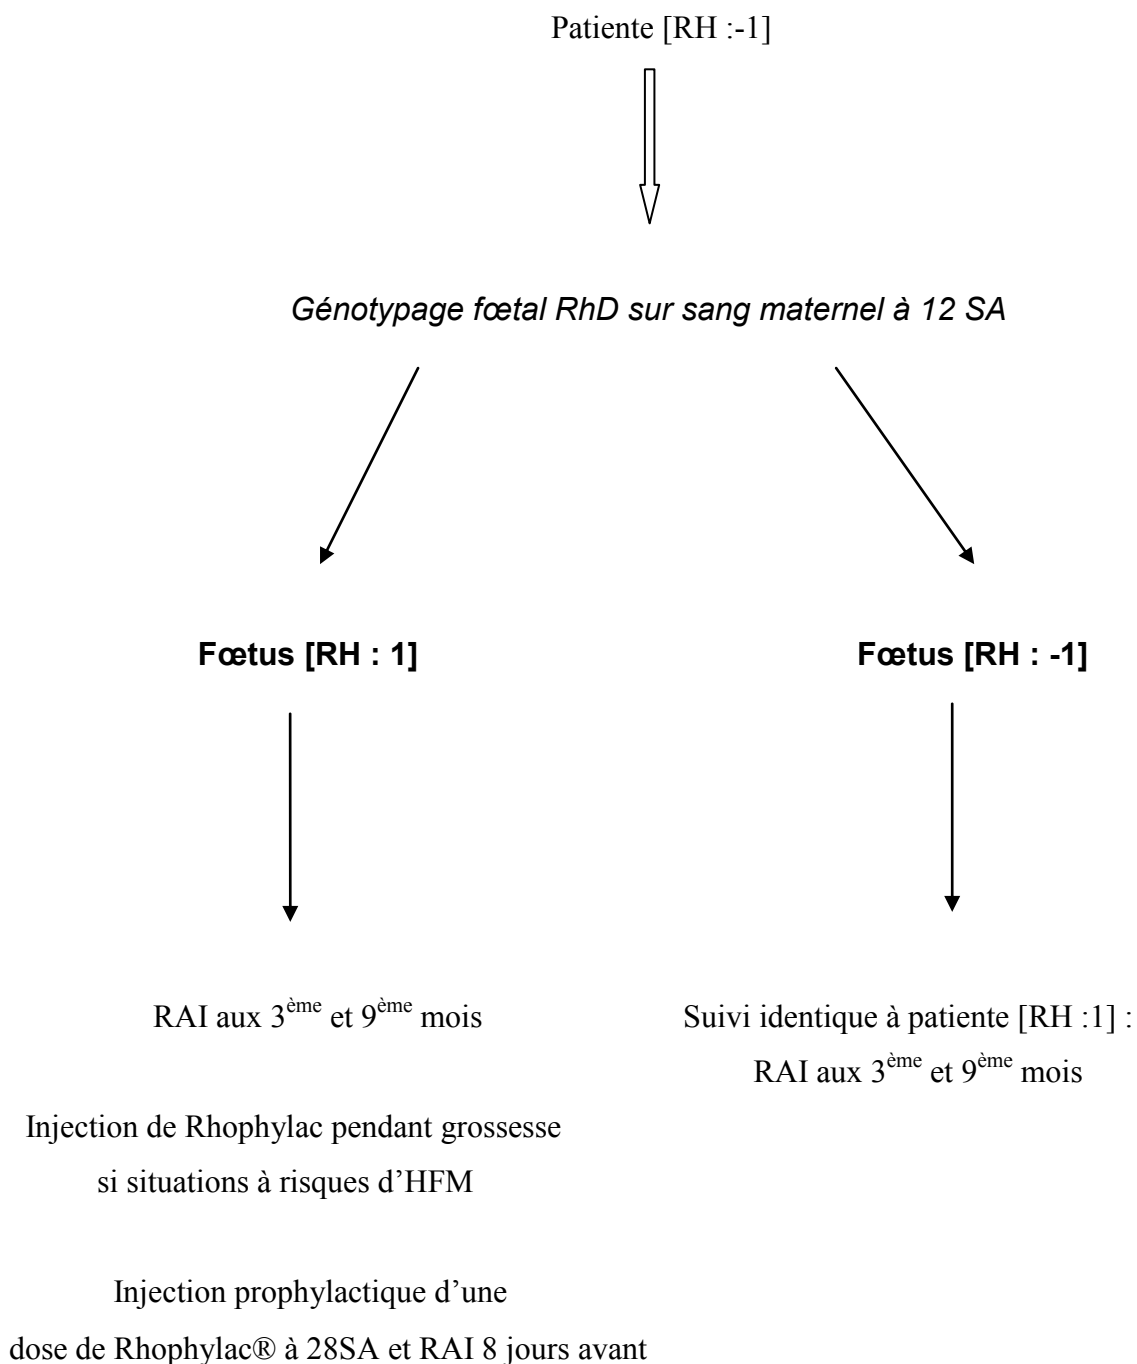 Patiente [RH :-1]
Génotypage fœtal RhD sur sang maternel à 12 SA
Fœtus [RH : 1]
Fœtus [RH : -1]
RAI aux 3ème et 9ème mois
Injection de Rhophylac pendant grossesse
si situations à risques d’HFM
Injection prophylactique d’une
dose de Rhophylac® à 28SA et RAI 8 jours avant
Suivi identique à patiente [RH :1] :
RAI aux 3ème et 9ème mois